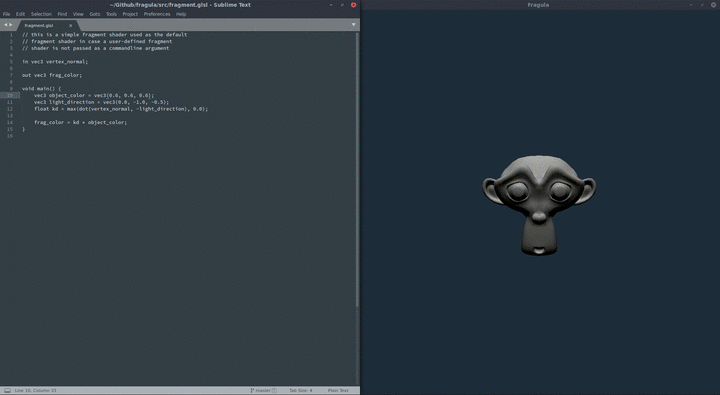 ~/Github/fragula/src/fragment.glsl - Sublime Text
File Edit Selection Find View Goto Tools Project Preferences Help
fragment.glsl
1 // this is a simple fragment shader used as the default
2 // fragment shader in case a user-defined fragment
3 // shader is not passed as a commandline argument
4
5 in vec3 vertex_normal;
6
7 out vec3 frag_color;
8
9 void main() {
10 vec3 object_color = vec3(0.6, 0.6, 0.6);
11 vec3 light_direction = vec3(0.0, -1.0, -0.5);
12 float kd = max(dot(vertex_normal, -light_direction), 0.0);
13
14 frag_color = kd * object_color;
15 }
16
Line 10, Column 33
master
Tab Size: 4
Plain Text
Fragula